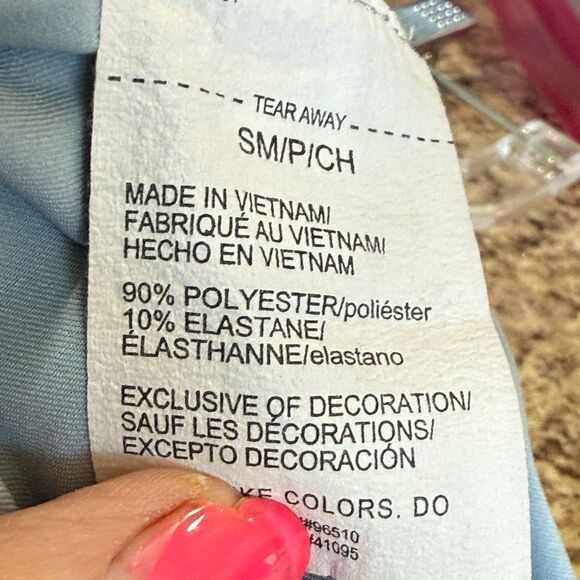 TEAR AWAY
SM/P/CH
MADE IN VIETNAM/
FABRIQUÉ AU VIETNAM/
HECHO EN VIETNAM
90% POLYESTER/poliéster
10% ELASTANE/
ÉLASTHANNE/elastano
EXCLUSIVE OF DECORATION/
SAUF LES DÉCORATIONS/
EXCEPTO DECORACIÓN
COLORS. DO
#96510
#41095